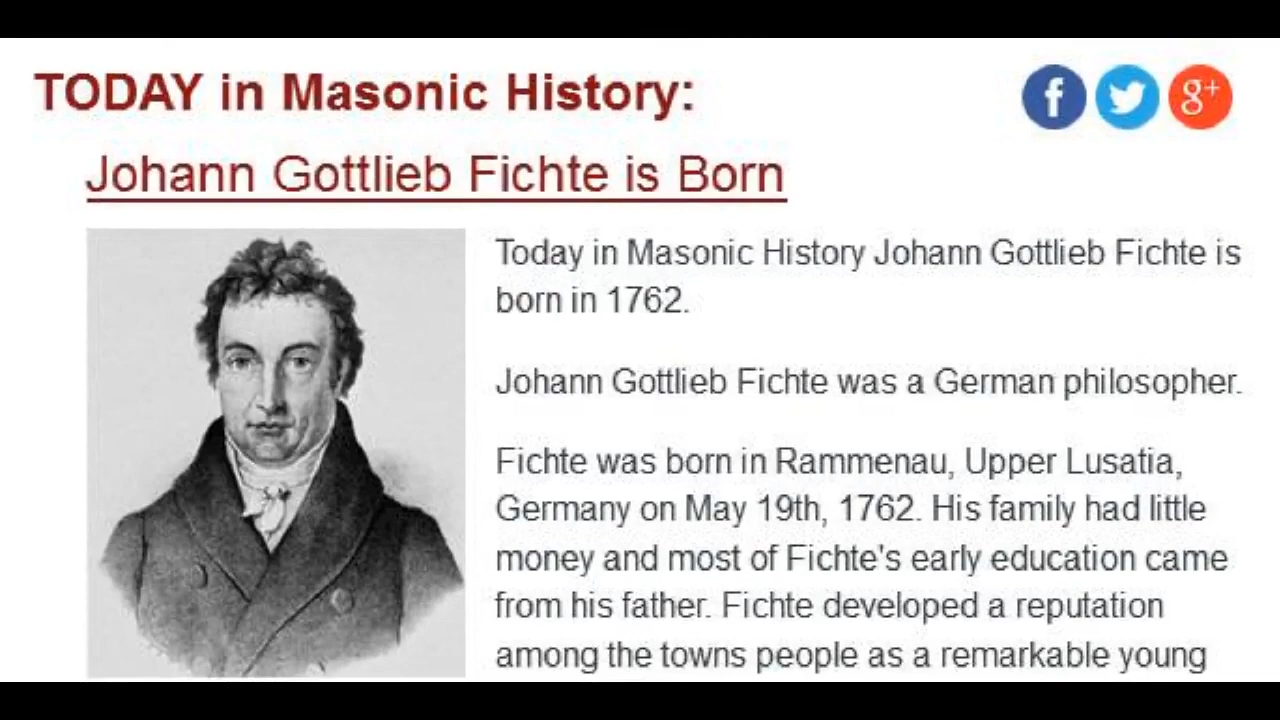 TODAY in Masonic History:
f
g+
Johann Gottlieb Fichte is Born
Today in Masonic History Johann Gottlieb Fichte is
born in 1762.
Johann Gottlieb Fichte was a German philosopher.
Fichte was born in Rammenau, Upper Lusatia,
Germany on May 19th, 1762. His family had little
money and most of Fichte's early education came
from his father. Fichte developed a reputation
among the towns people as a remarkable young